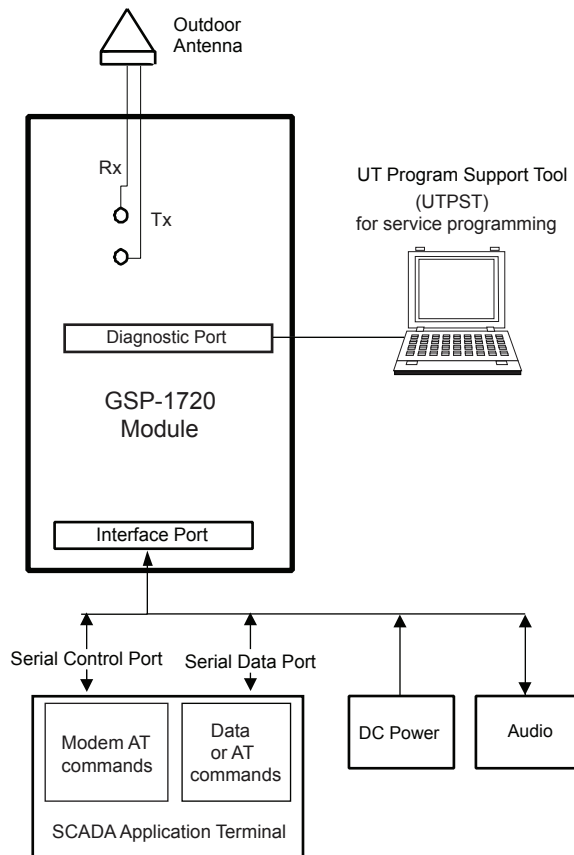 Outdoor
Antenna
Rx
Tx
UT Program Support Tool
(UTPST)
for service programming
Diagnostic Port
GSP-1720
Module
Interface Port
Serial Control Port
Serial Data Port
Modem AT
commands
Data
or AT
commands
SCADA Application Terminal
DC Power
Audio